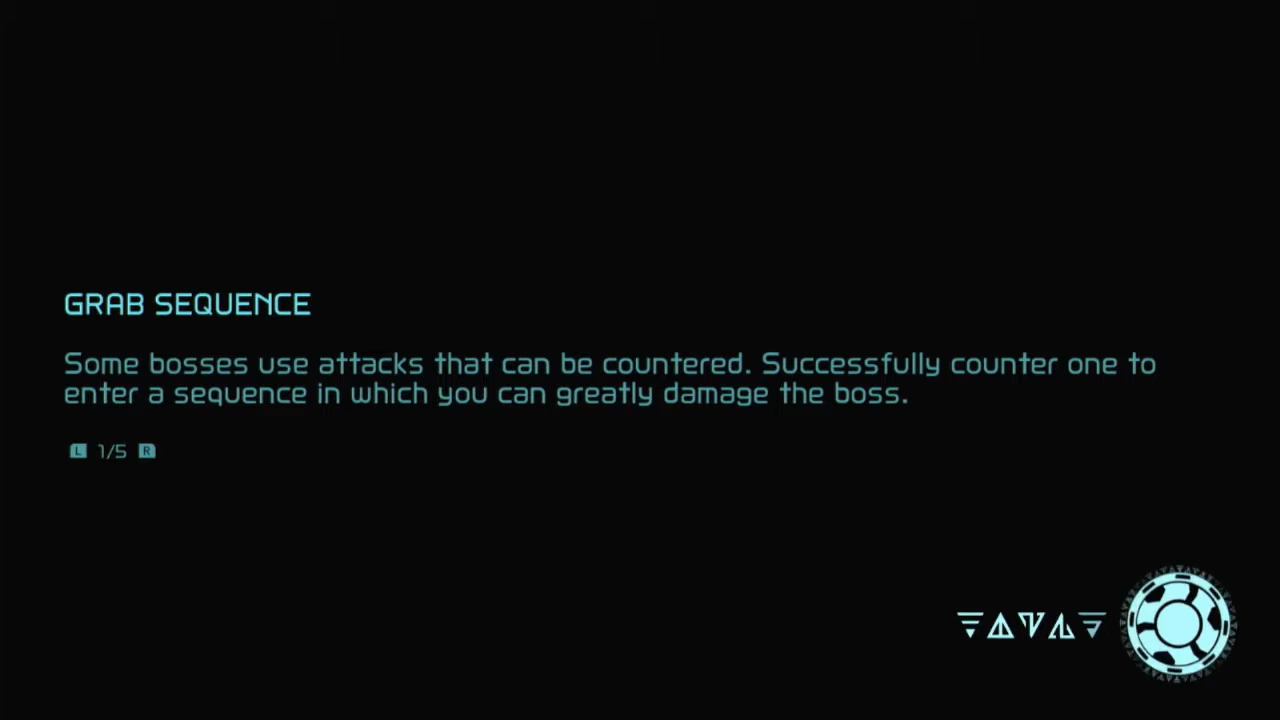 GRAB SEQUENCE
Some bosses use attacks that can be countered. Successfully counter one to
enter a sequence in which you can greatly damage the boss.
L 1/5 R